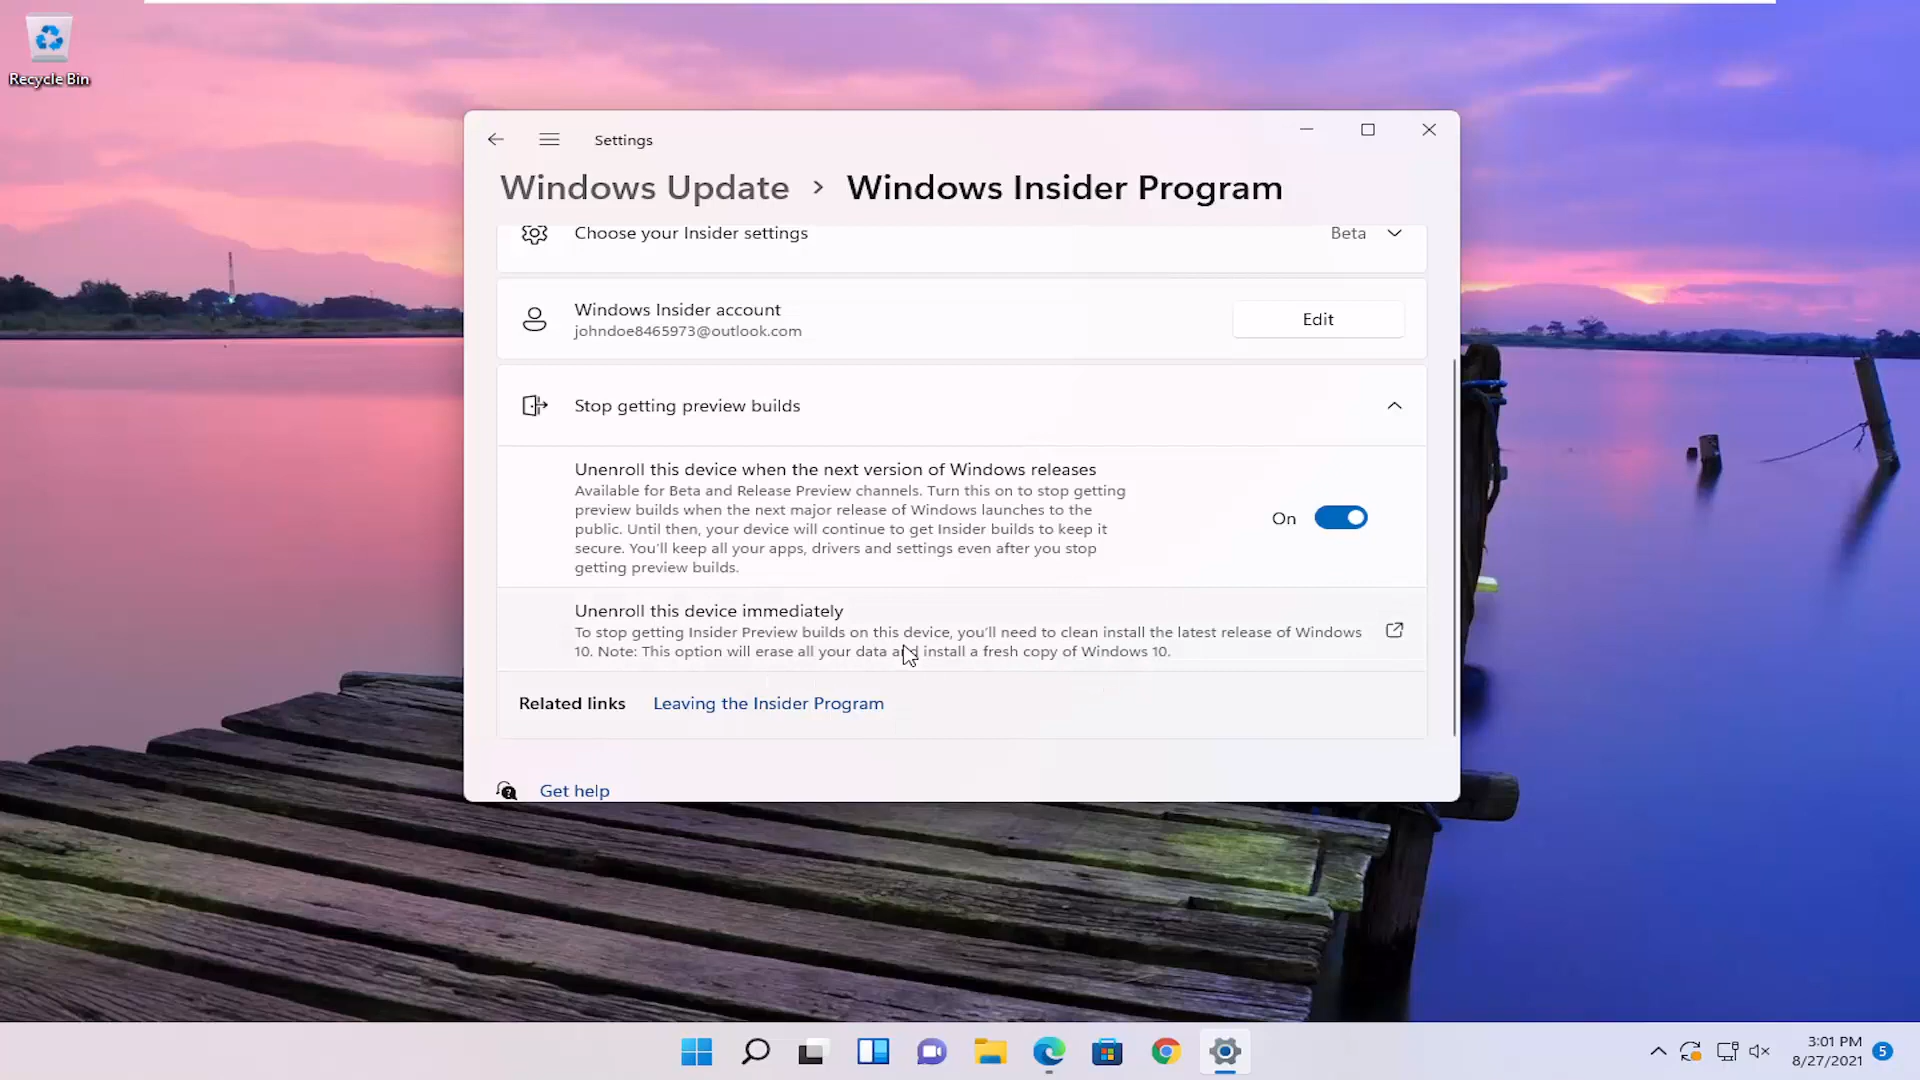 Recycle Bin
Settings
Windows Update > Windows Insider Program
Choose your Insider settings
Beta
Windows Insider account
johndoe8465973@outlook.com
Edit
Stop getting preview builds
Unenroll this device when the next version of Windows releases
Available for Beta and Release Preview channels. Turn this on to stop getting
preview builds when the next major release of Windows launches to the
public. Until then, your device will continue to get Insider builds to keep it
secure. You'll keep all your apps, drivers and settings even after you stop
getting preview builds.
On
Unenroll this device immediately
To stop getting Insider Preview builds on this device, you'll need to clean install the latest release of Windows
10. Note: This option will erase all your data and install a fresh copy of Windows 10.
Related links
Leaving the Insider Program
Get help
3:01 PM
8/27/2021
5